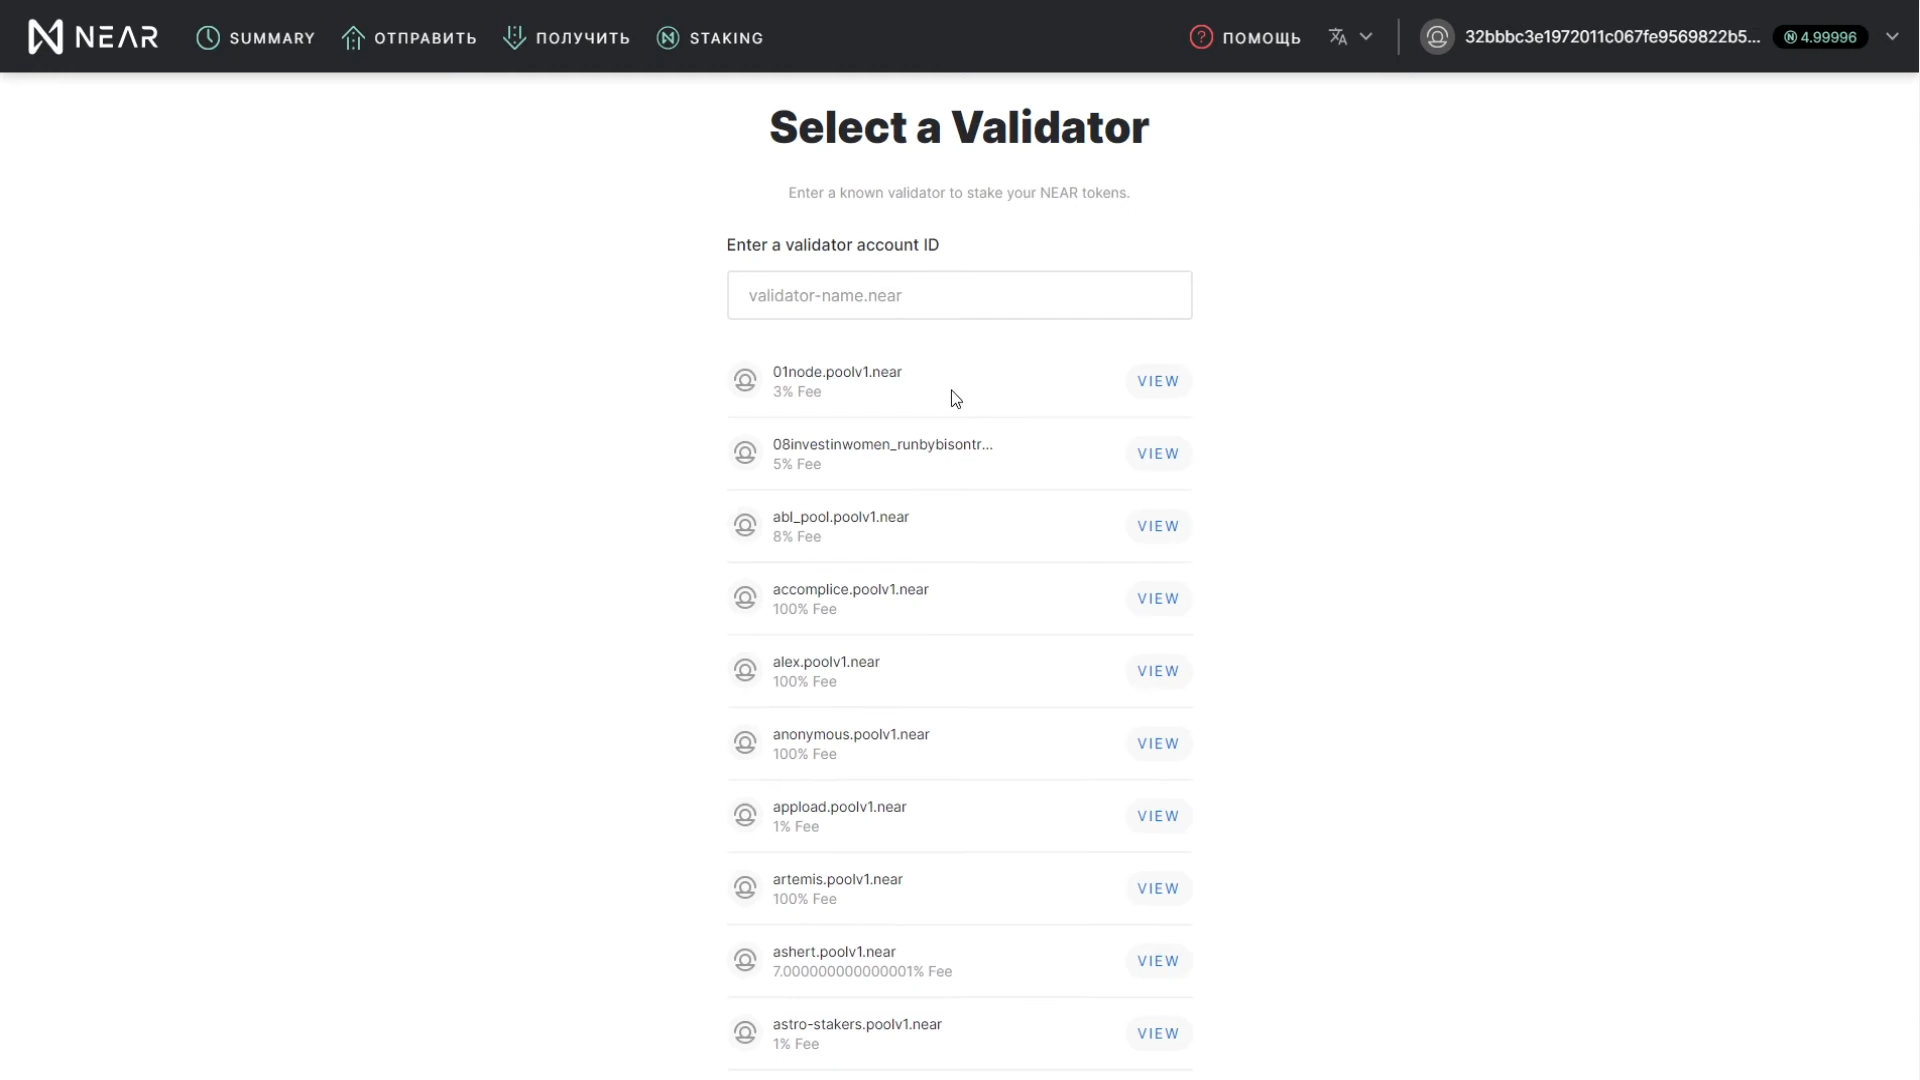 NEAR SUMMARY ОТПРАВИТЬ ПОЛУЧИТЬ STAKING ПОМОЩЬ 32bbbc3e1972011c067fe9569822b5... 4.99996
Select a Validator
Enter a known validator to stake your NEAR tokens.
Enter a validator account ID
validator-name.near
01node.poolv1.near
3% Fee
VIEW
08investinwomen_runbybisontr...
5% Fee
VIEW
abl_pool.poolv1.near
8% Fee
VIEW
accomplice.poolv1.near
100% Fee
VIEW
alex.poolv1.near
100% Fee
VIEW
anonymous.poolv1.near
100% Fee
VIEW
appload.poolv1.near
1% Fee
VIEW
artemis.poolv1.near
100% Fee
VIEW
ashert.poolv1.near
7.000000000000001% Fee
VIEW
astro-stakers.poolv1.near
1% Fee
VIEW